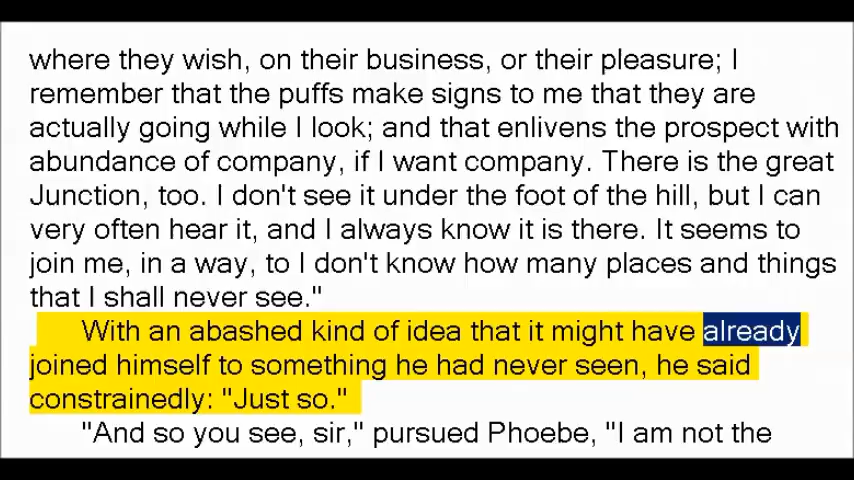 where they wish, on their business, or their pleasure; I
remember that the puffs make signs to me that they are
actually going while I look; and that enlivens the prospect with
abundance of company, if I want company. There is the great
Junction, too. I don't see it under the foot of the hill, but I can
very often hear it, and I always know it is there. It seems to
join me, in a way, to I don't know how many places and things
that I shall never see."
With an abashed kind of idea that it might have already
joined himself to something he had never seen, he said
constrainedly: "Just so."
"And so you see, sir," pursued Phoebe, "I am not the